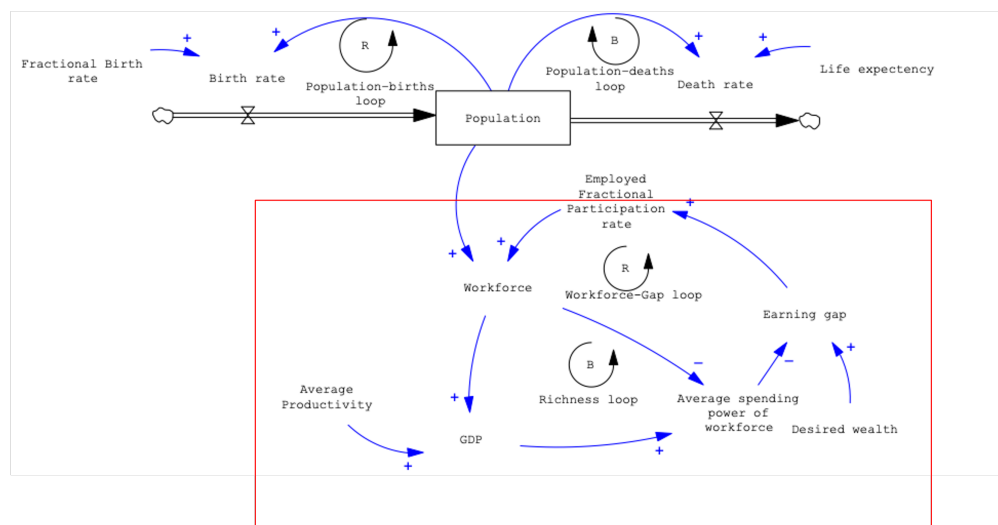 Fractional Birth
rate
+
Birth rate
+
R
Population-births
loop
B
Population-deaths
loop
+
Death rate
+
Life expectency
Population
Employed
Fractional
Participation
rate
+
+
+
Workforce
R
Workforce-Gap loop
Earning gap
B
Richness loop
−
−
+
Average
Productivity
+
Average spending
power of
workforce
Desired wealth
GDP
+
+